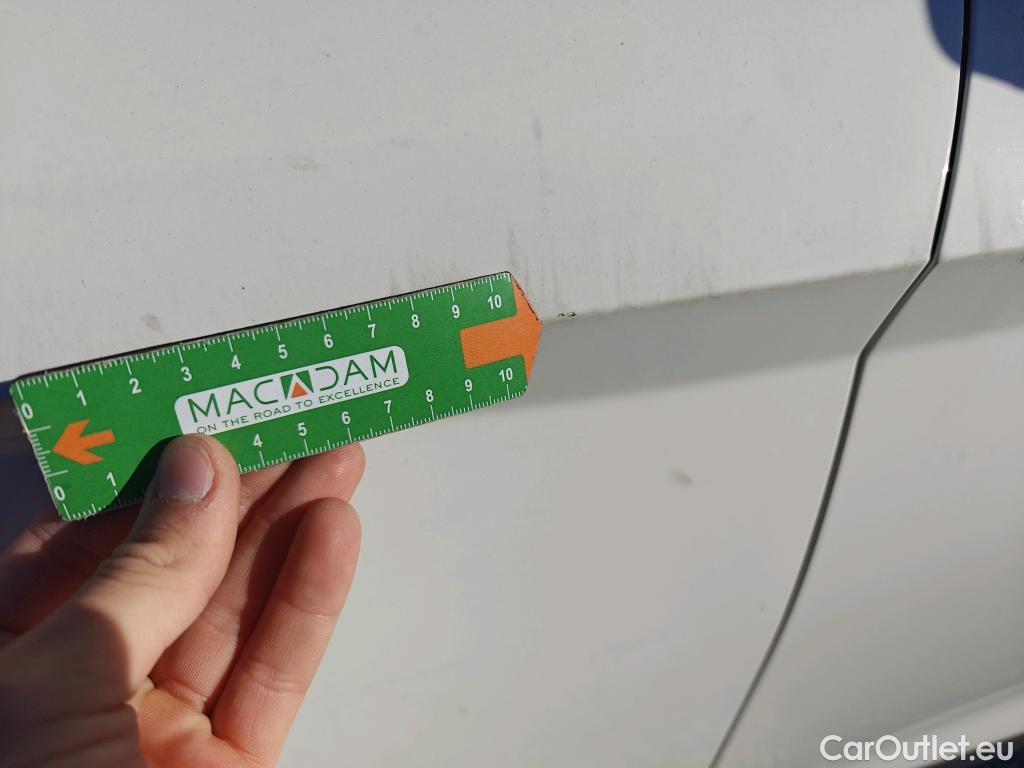 0 1 2 3 4 5 6 7 8 9 10
MACADAM
ON THE ROAD TO EXCELLENCE
0 1 4 5 6 7 8 9 10
CarOutlet.eu